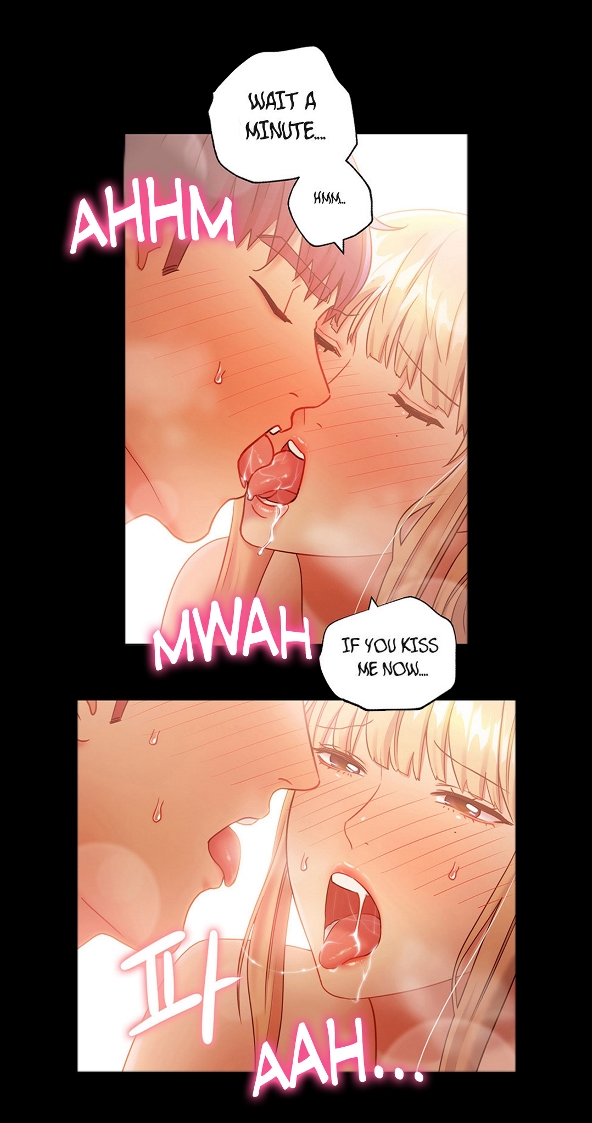 WAIT A
MINUTE....
HMM..
AHHM
MWAH
IF YOU KISS
ME NOW....
파
AAH...